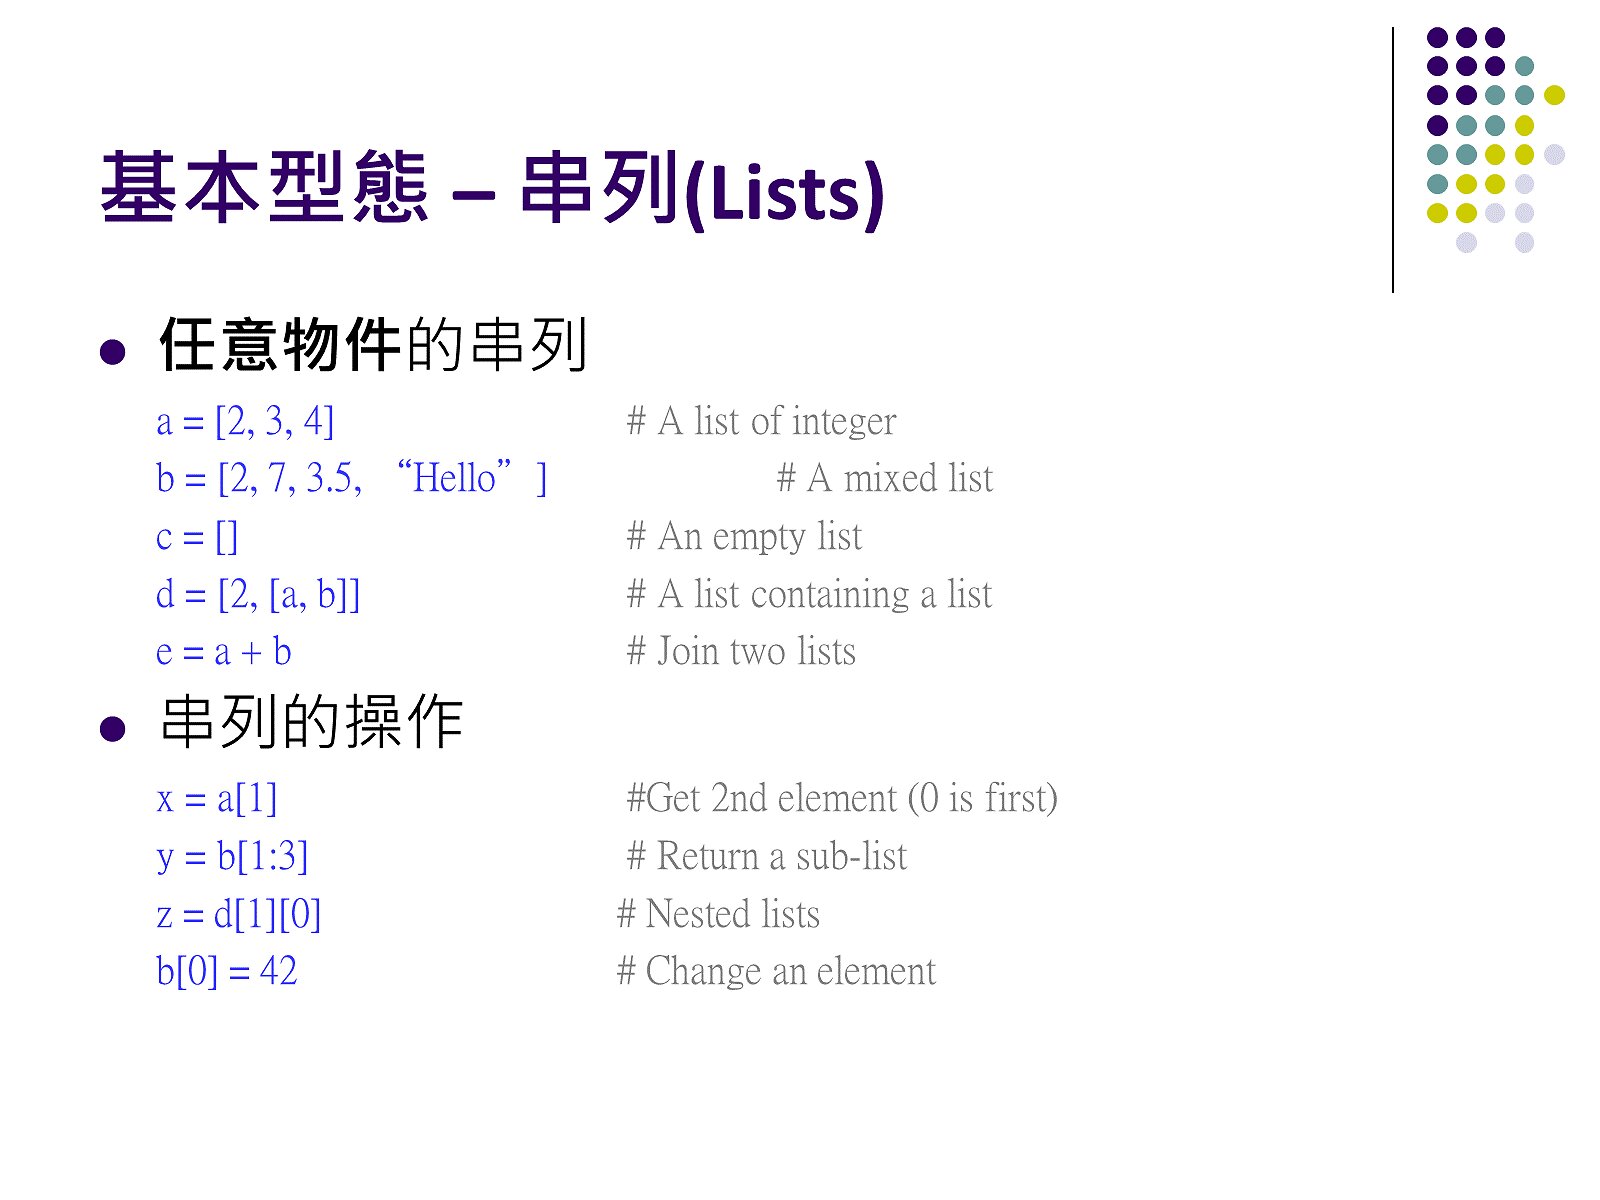 基本型態 – 串列(Lists)
任意物件的串列
a = [2, 3, 4] # A list of integer
b = [2, 7, 3.5, “Hello” ] # A mixed list
c = [] # An empty list
d = [2, [a, b]] # A list containing a list
e = a + b # Join two lists
串列的操作
x = a[1] #Get 2nd element (0 is first)
y = b[1:3] # Return a sub-list
z = d[1][0] # Nested lists
b[0] = 42 # Change an element